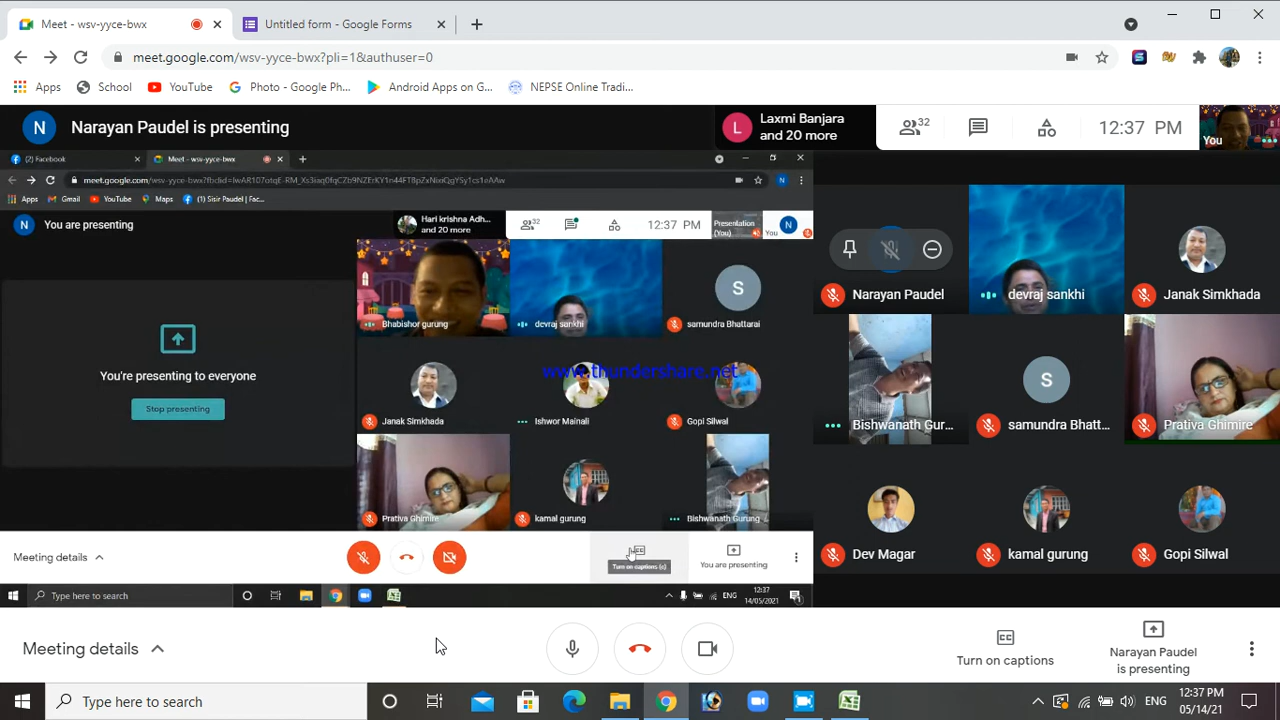 Meet - wsv-yyce-bwx
Untitled form - Google Forms
meet.google.com/wsv-yyce-bwx?pli=1&authuser=0
Apps
School
YouTube
Photo - Google Ph...
Android Apps on G...
NEPSE Online Tradi...
N
Narayan Paudel is presenting
L
Laxmi Banjara
and 20 more
32
12:37 PM
You
(2) Facebook
Meet - wsv-yyce-bwx
Apps
Gmail
YouTube
Maps
(1) Sisir Paudel | Fac...
N
You are presenting
Hari krishna Adh...
and 20 more
32
12:37 PM
Presentation
(You)
You
N
Bhabishor gurung
devraj sankhi
S
samundra Bhattarai
You're presenting to everyone
Stop presenting
www.thundershare.net
Janak Simkhada
Ishwor Mainali
Gopi Silwal
Prativa Ghimire
kamal gurung
Bishwanath Gurung
Meeting details
Turn on captions (c)
You are presenting
Type here to search
ENG
12:37
14/05/2021
Narayan Paudel
devraj sankhi
Janak Simkhada
Bishwanath Gur...
S
samundra Bhatt...
Prativa Ghimire
Dev Magar
kamal gurung
Gopi Silwal
Meeting details
Turn on captions
Narayan Paudel
is presenting
Type here to search
ENG
12:37 PM
05/14/21